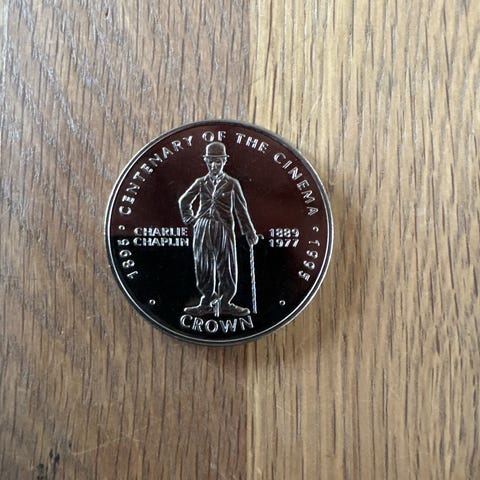 1895 • CENTENARY OF THE CINEMA • 1995
CHARLIE 1889
CHAPLIN 1977
CROWN